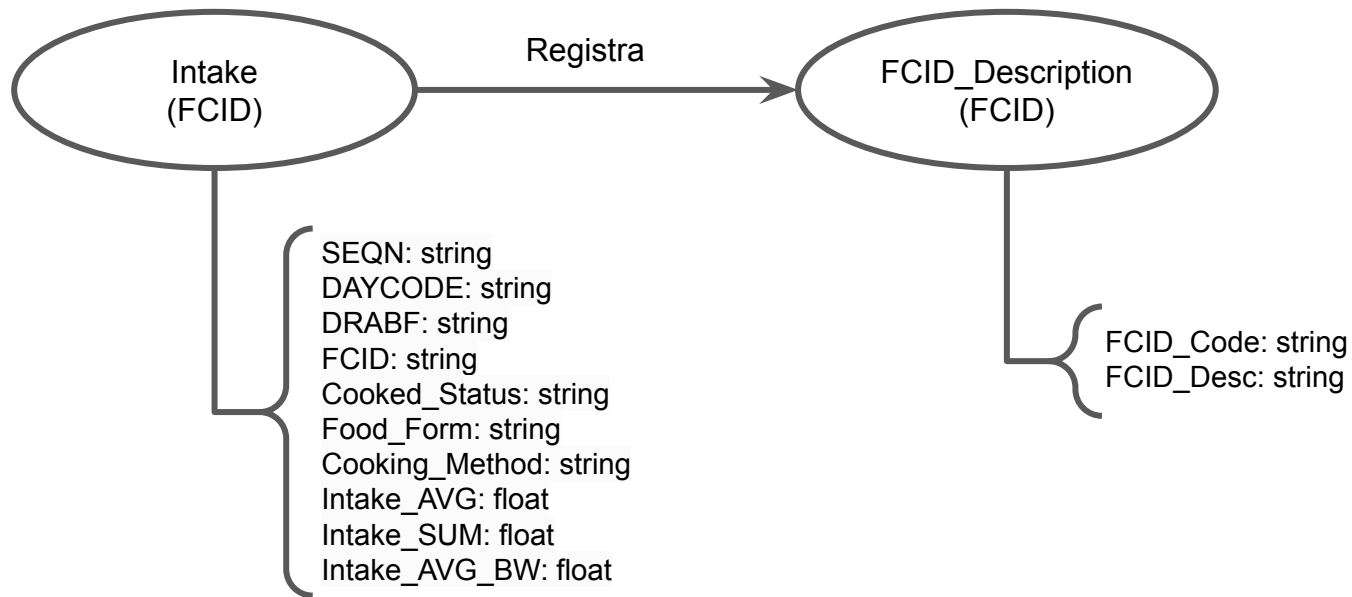 Intake
(FCID)
Registra
FCID_Description
(FCID)
SEQN: string
DAYCODE: string
DRABF: string
FCID: string
Cooked_Status: string
Food_Form: string
Cooking_Method: string
Intake_AVG: float
Intake_SUM: float
Intake_AVG_BW: float
FCID_Code: string
FCID_Desc: string